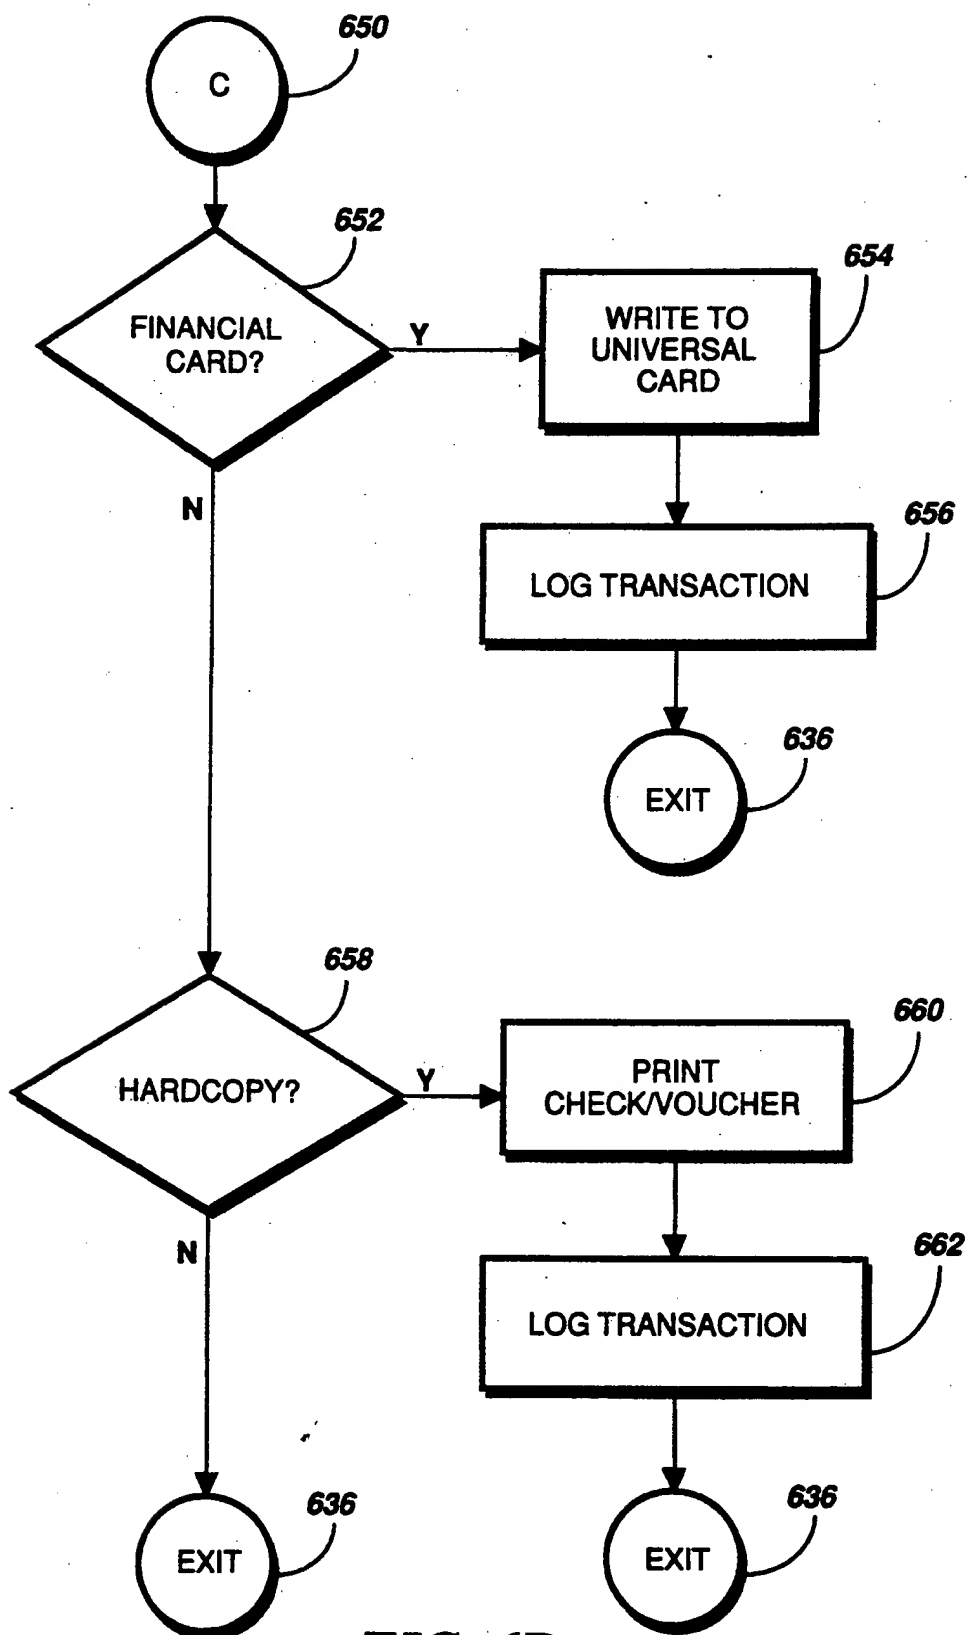 650
C
652
FINANCIAL
CARD?
Y
N
654
WRITE TO
UNIVERSAL
CARD
656
LOG TRANSACTION
636
EXIT
658
HARDCOPY?
Y
N
660
PRINT
CHECK/VOUCHER
662
LOG TRANSACTION
636
EXIT
636
EXIT